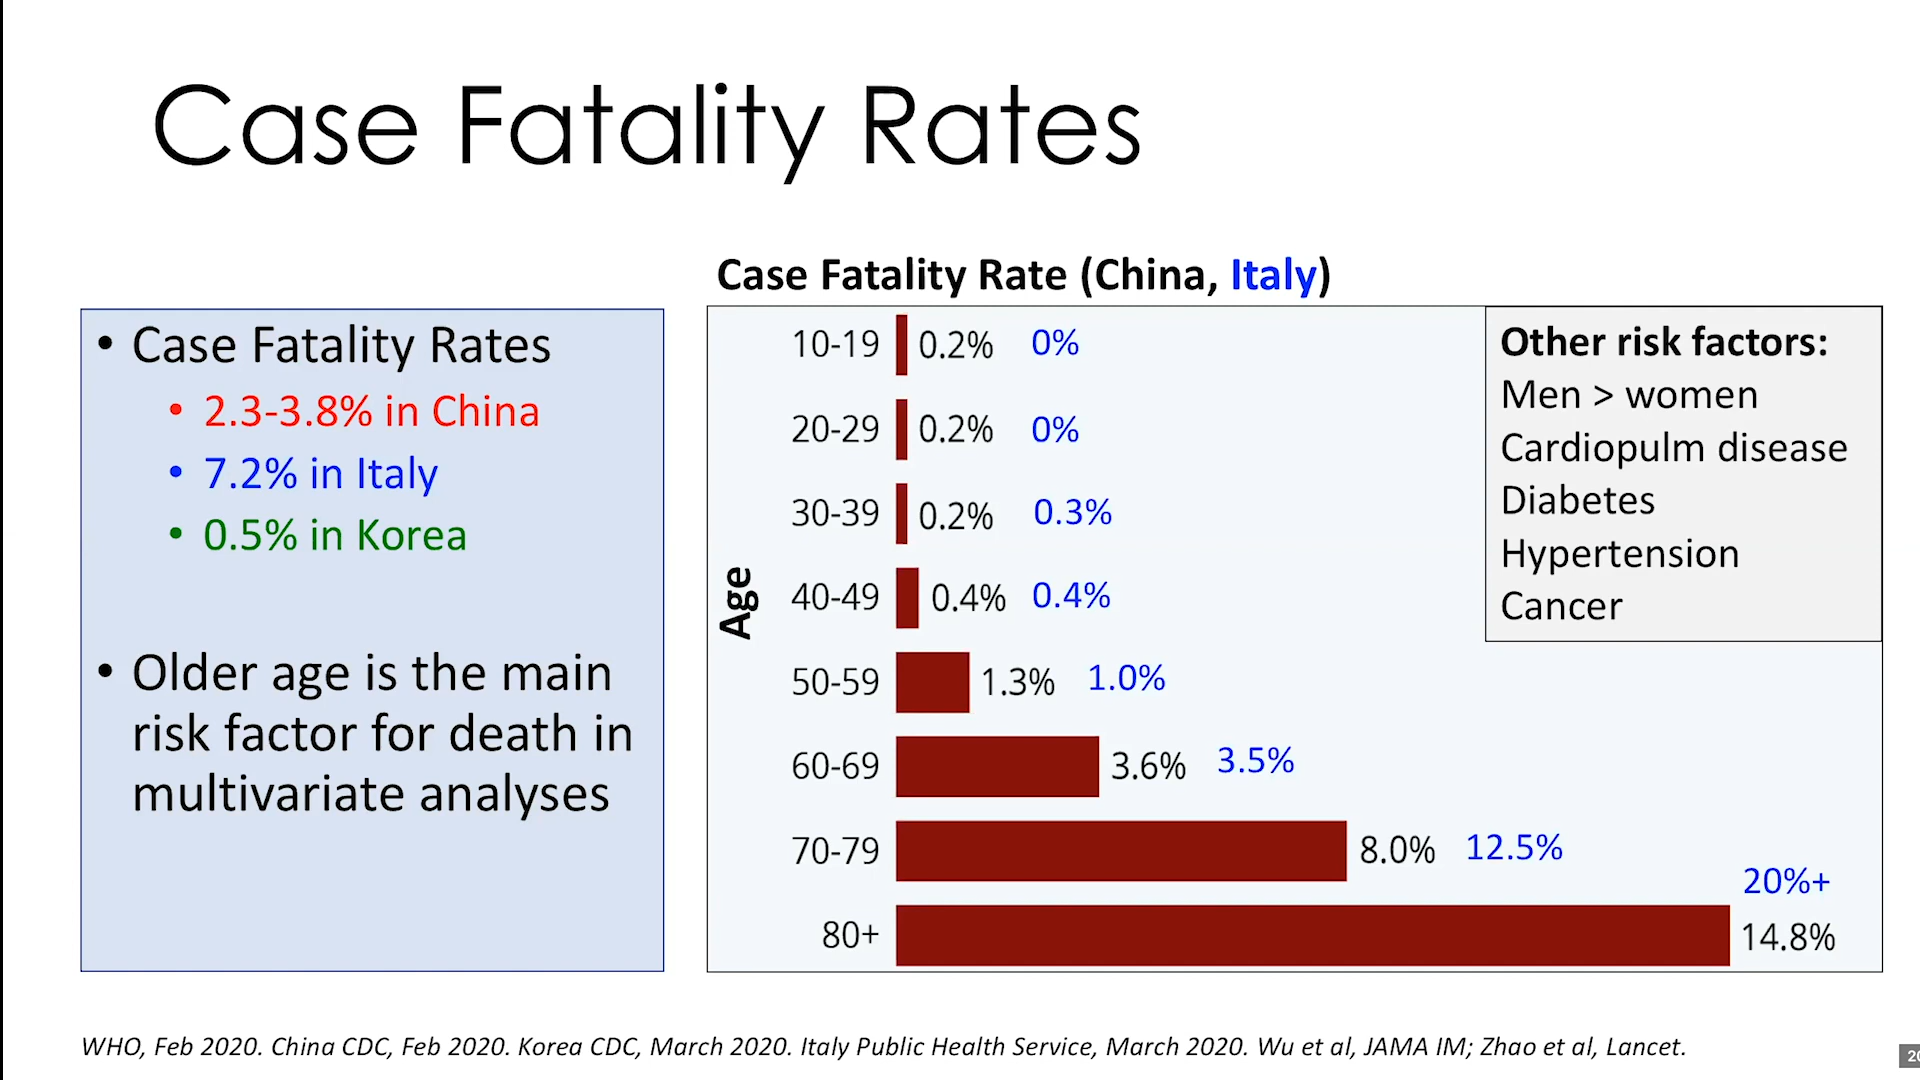 Case Fatality Rates
• Case Fatality Rates
• 2.3-3.8% in China
• 7.2% in Italy
• 0.5% in Korea
• Older age is the main
risk factor for death in
multivariate analyses
Case Fatality Rate (China, Italy)
Age
10-19 0.2% 0%
20-29 0.2% 0%
30-39 0.2% 0.3%
40-49 0.4% 0.4%
50-59 1.3% 1.0%
60-69 3.6% 3.5%
70-79 8.0% 12.5%
20%+
80+ 14.8%
Other risk factors:
Men > women
Cardiopulm disease
Diabetes
Hypertension
Cancer
WHO, Feb 2020. China CDC, Feb 2020. Korea CDC, March 2020. Italy Public Health Service, March 2020. Wu et al, JAMA IM; Zhao et al, Lancet.